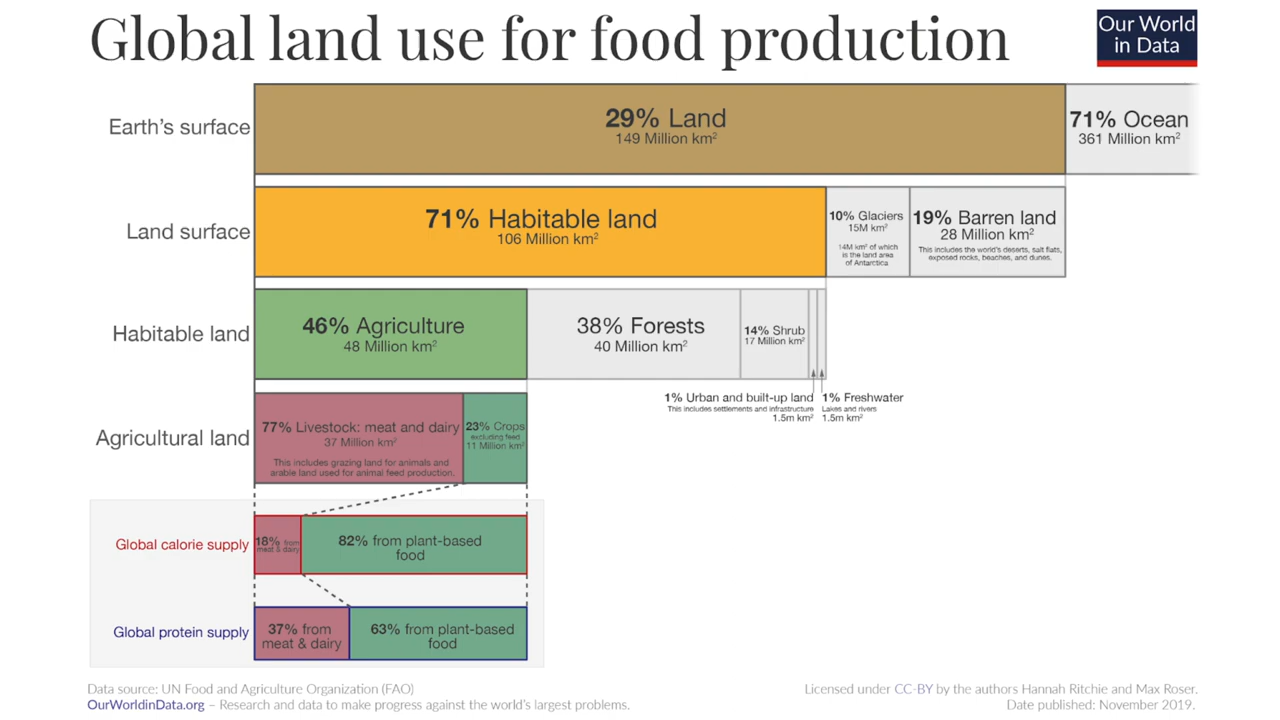 Global land use for food production
Our World
in Data
Earth's surface
29% Land
149 Million km²
71% Ocean
361 Million km²
Land surface
71% Habitable land
106 Million km²
10% Glaciers
15M km²
14M km² of which
is the land area
of Antarctica
19% Barren land
28 Million km²
This includes the world's deserts, salt flats,
exposed rocks, beaches, and dunes.
Habitable land
46% Agriculture
48 Million km²
38% Forests
40 Million km²
14% Shrub
17 Million km²
1% Urban and built-up land
This includes settlements and infrastructure
1.5m km²
1% Freshwater
Lakes and rivers
1.5m km²
Agricultural land
77% Livestock: meat and dairy
37 Million km²
This includes grazing land for animals and
arable land used for animal feed production.
23% Crops
excluding feed
11 Million km²
Global calorie supply
18% from
meat & dairy
82% from plant-based
food
Global protein supply
37% from
meat & dairy
63% from plant-based
food
Data source: UN Food and Agriculture Organization (FAO)
OurWorldinData.org – Research and data to make progress against the world's largest problems.
Licensed under CC-BY by the authors Hannah Ritchie and Max Roser.
Date published: November 2019.